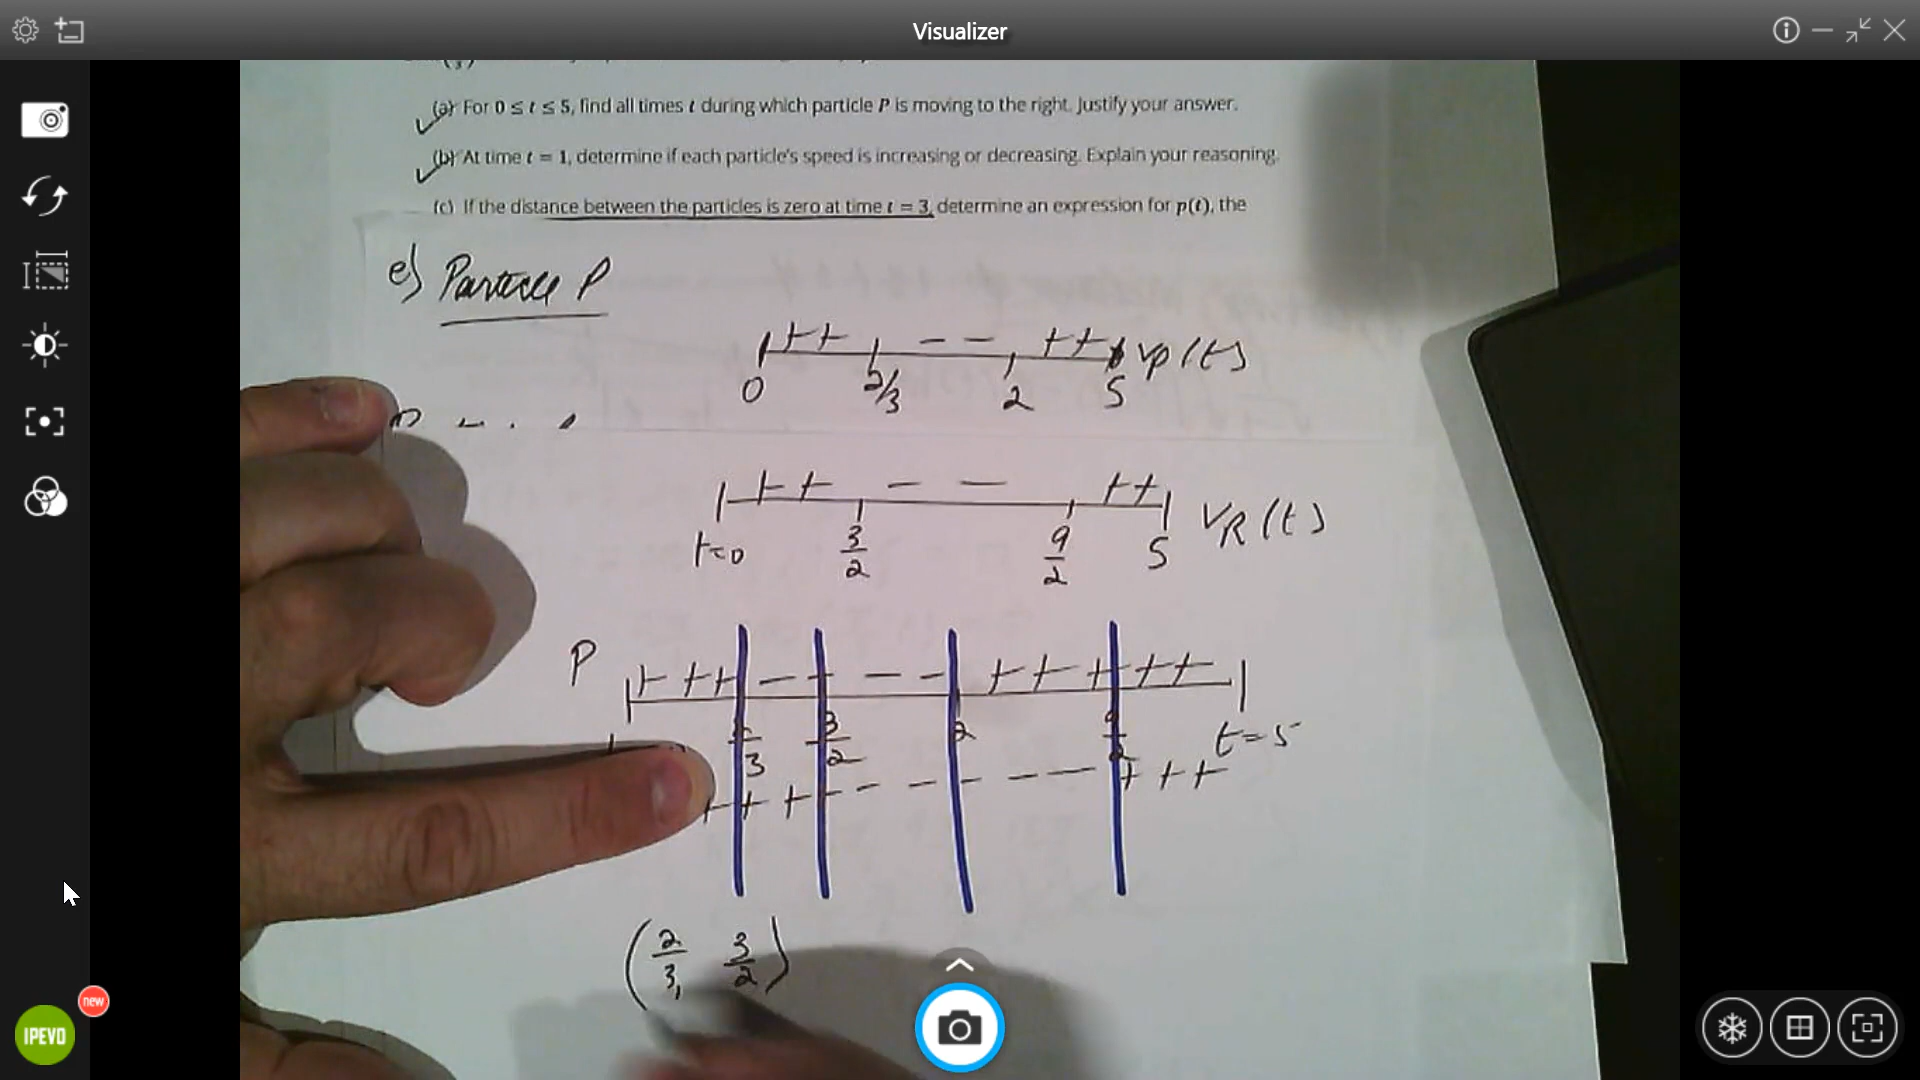 Visualizer
(a) For 0 ≤ t ≤ 5, find all times t during which particle P is moving to the right. Justify your answer.
(b) At time t = 1, determine if each particle's speed is increasing or decreasing. Explain your reasoning.
(c) If the distance between the particles is zero at time t = 3, determine an expression for p(t), the
e) Particle P
+ + − − + + vp(t)
0 2/3 2 5
+ + − − + + VR(t)
t=0 3/2 9/2 5
P + + + − − − − + + + + +
2/3 3/2 2 9/2 t=5
+ + + − − − − − + + +
(2/3, 3/2)
new
IPEVO